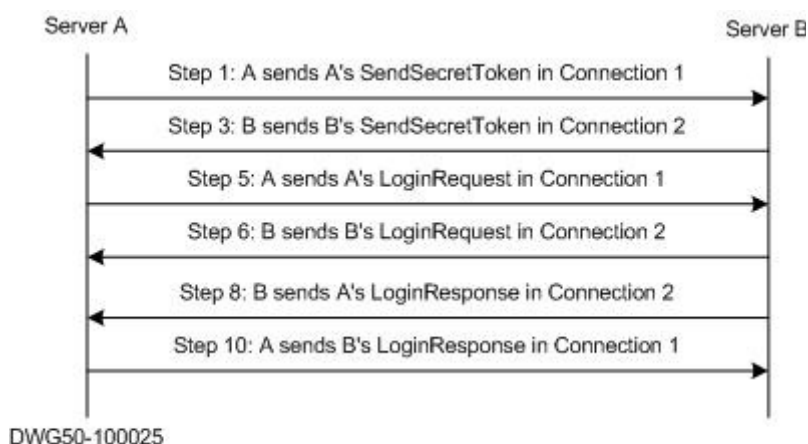 Server A
Server B
Step 1: A sends A's SendSecretToken in Connection 1
Step 3: B sends B's SendSecretToken in Connection 2
Step 5: A sends A's LoginRequest in Connection 1
Step 6: B sends B's LoginRequest in Connection 2
Step 8: B sends A's LoginResponse in Connection 2
Step 10: A sends B's LoginResponse in Connection 1
DWG50-100025